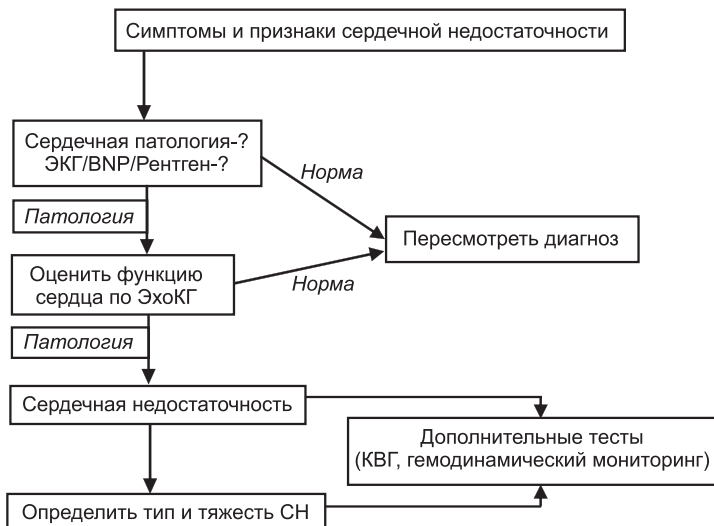 Симптомы и признаки сердечной недостаточности
Сердечная патология-?
ЭКГ/BNP/Рентген-?
Норма
Патология
Пересмотреть диагноз
Оценить функцию
сердца по ЭхоКГ
Норма
Патология
Сердечная недостаточность
Дополнительные тесты
(КВГ, гемодинамический мониторинг)
Определить тип и тяжесть СН